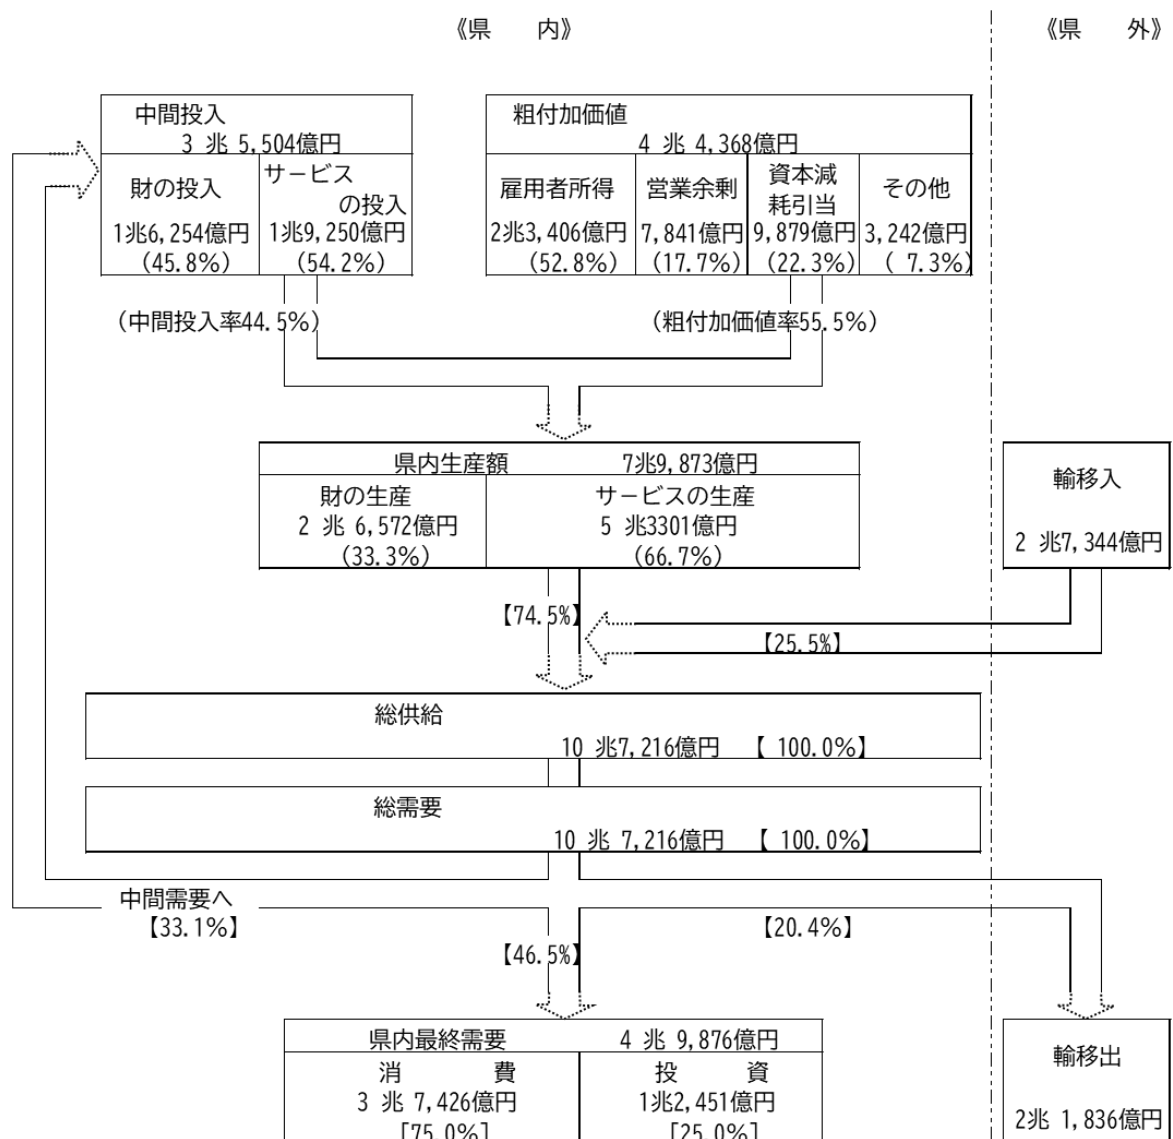 《県　　内》
《県　　外》
中間投入
3 兆 5,504億円
財の投入
1兆6,254億円
(45.8%)
サービス
の投入
1兆9,250億円
(54.2%)
粗付加価値
4 兆 4,368億円
雇用者所得
2兆3,406億円
(52.8%)
営業余剰
7,841億円
(17.7%)
資本減
耗引当
9,879億円
(22.3%)
その他
3,242億円
( 7.3%)
(中間投入率44.5%)
(粗付加価値率55.5%)
県内生産額　7兆9,873億円
財の生産
2 兆 6,572億円
(33.3%)
サービスの生産
5 兆3301億円
(66.7%)
輸移入
2 兆7,344億円
【74.5%】
【25.5%】
総供給
10 兆7,216億円　【 100.0%】
総需要
10 兆 7,216億円　【 100.0%】
中間需要へ
【33.1%】
【46.5%】
【20.4%】
県内最終需要　4 兆 9,876億円
消　　費
3 兆 7,426億円
[75.0%]
投　　資
1兆2,451億円
[25.0%]
輸移出
2兆 1,836億円